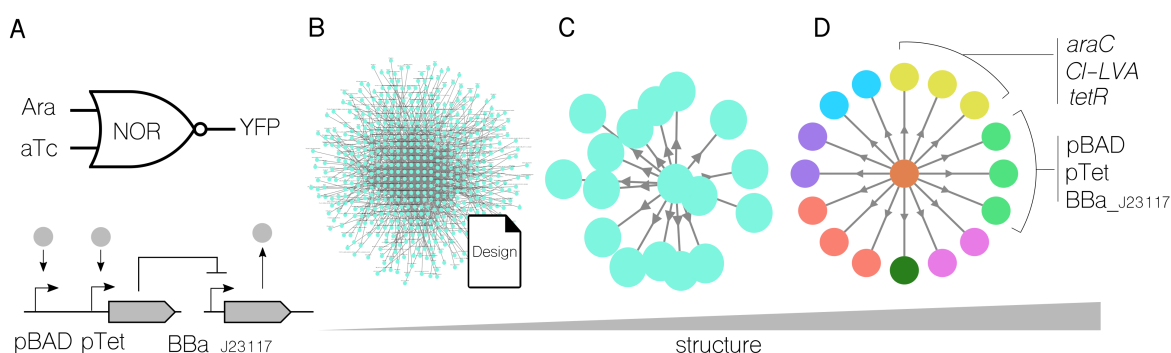 A
B
C
D
Ara
aTc
NOR
YFP
pBAD
pTet
BBa J23117
Design
araC
CI-LVA
tetR
pBAD
pTet
BBa_J23117
structure